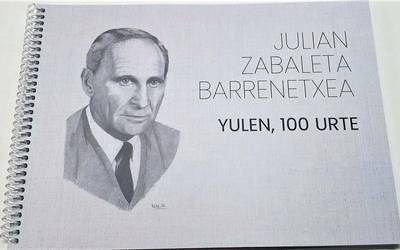 JULIAN
ZABALETA
BARRENETXEA
YULEN, 100 URTE